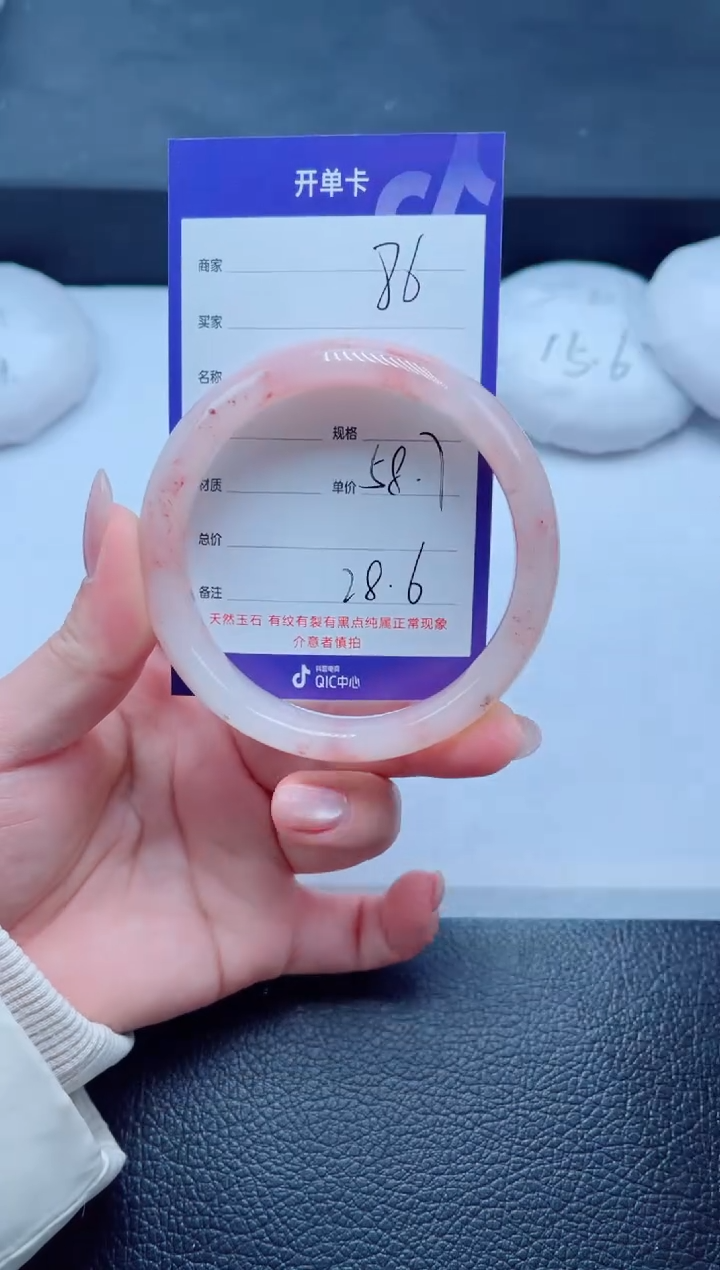 开单卡
商家 86
买家
名称
规格
材质 单价 58.7
总价
备注 28.6
天然玉石 有纹有裂有黑点纯属正常现象
介意者慎拍
抖音电商
QIC中心
15.6